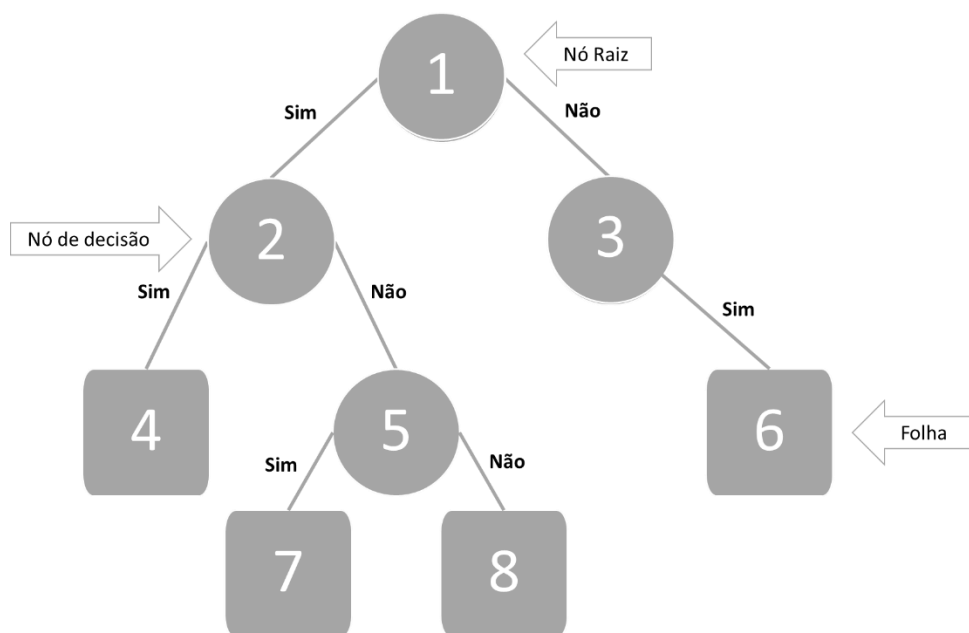 1
Nó Raiz
Sim
Não
Nó de decisão
2
3
Sim
Não
Sim
4
5
6
Folha
Sim
Não
7
8